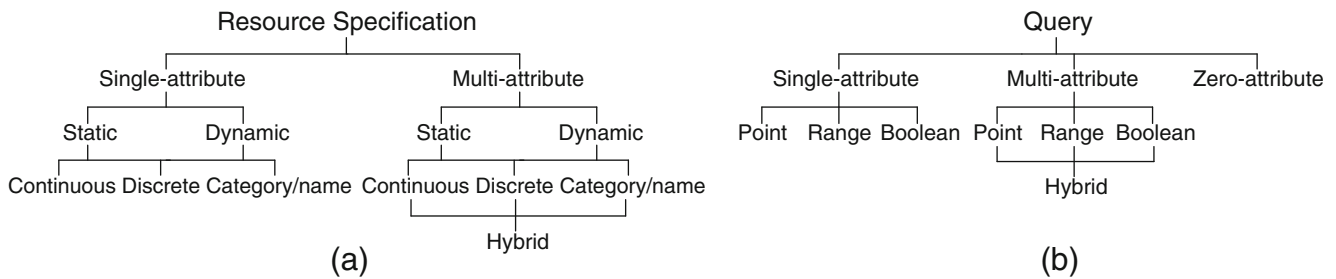 Resource Specification
Single-attribute Multi-attribute
Static Dynamic Static Dynamic
Continuous Discrete Category/name Continuous Discrete Category/name
Hybrid
(a)
Query
Single-attribute Multi-attribute Zero-attribute
Point Range Boolean Point Range Boolean
Hybrid
(b)